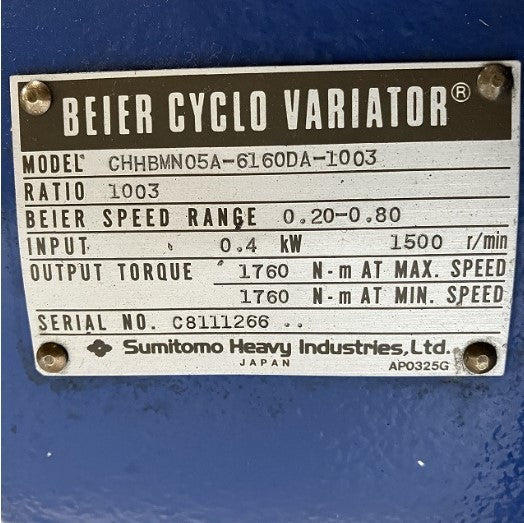 BEIER CYCLO VARIATOR®
MODEL CHHBMN05A-6160DA-1003
RATIO 1003
BEIER SPEED RANGE 0.20-0.80
INPUT 0.4 kW 1500 r/min
OUTPUT TORQUE 1760 N-m AT MAX. SPEED
1760 N-m AT MIN. SPEED
SERIAL NO. C8111266
Sumitomo Heavy Industries, Ltd.
JAPAN
AP0325G